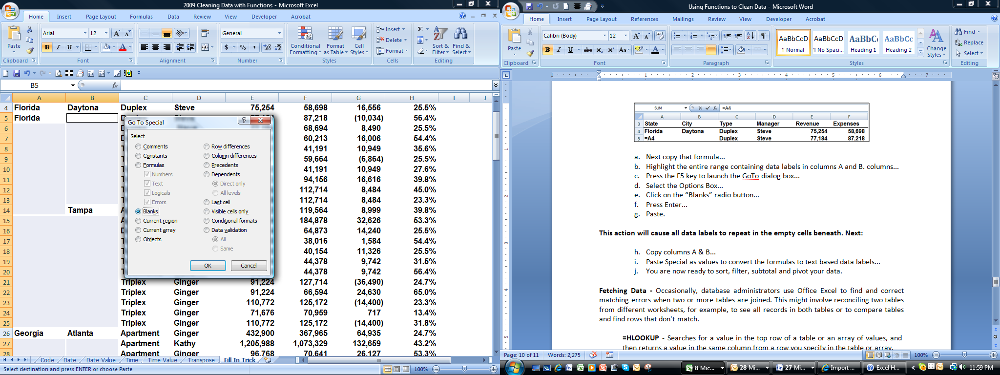 2009 Cleaning Data with Functions - Microsoft Excel
Home Insert Page Layout Formulas Data Review View Developer Acrobat
Arial 12 General
Paste
B I U
$ % ,
Conditional Formatting
Format as Table
Cell Styles
Insert
Delete
Format
Sort & Filter
Find & Select
Clipboard Font Alignment Number Styles Cells Editing
B5 fx
A B C D E F G H I J
4 Florida Daytona Duplex Steve 75,254 58,698 16,556 25.5%
5 Florida 87,218 (10,034) 56.4%
6 68,694 8,490 25.5%
7 60,213 16,006 54.4%
8 41,191 10,949 35.6%
9 59,664 (6,864) 25.5%
10 41,191 10,949 27.6%
11 94,156 16,616 39.8%
12 112,714 8,484 45.0%
13 112,714 8,484 23.3%
14 Tampa 119,564 8,999 39.8%
15 184,878 32,626 53.3%
16 64,873 14,240 25.5%
17 38,016 1,584 54.4%
18 40,154 11,326 25.5%
19 44,378 9,742 31.5%
20 44,378 9,742 56.4%
21 Triplex Ginger 91,224 127,714 (36,490) 24.7%
22 Triplex Ginger 91,224 66,594 24,630 65.0%
23 Triplex Ginger 110,772 125,172 (14,400) 23.3%
24 Triplex Ginger 71,676 70,959 717 13.4%
25 Triplex Ginger 110,772 125,172 (14,400) 31.8%
26 Georgia Atlanta Apartment Ginger 432,900 367,965 64,935 24.7%
27 Apartment Kathy 1,205,988 1,073,329 132,659 43.2%
28 Apartment Ginger 96,768 70,641 26,127 53.3%
Go To Special
Select
Comments
Constants
Formulas
Numbers
Text
Logicals
Errors
Blanks
Current region
Current array
Objects
Row differences
Column differences
Precedents
Dependents
Direct only
All levels
Last cell
Visible cells only
Conditional formats
Data validation
All
Same
OK Cancel
Code Date Date Value Time Time Value Transpose Fill In Trick
Select destination and press ENTER or choose Paste 100%
Using Functions to Clean Data - Microsoft Word
Home Insert Page Layout References Mailings Review View Developer Acrobat
Calibri (Body) 12
Paste
B I U abc x₂ x² Aa
AaBbCcD AaBbCcD AaBbC AaBbCc
¶ Normal ¶ No Spaci... Heading 1 Heading 2
Change Styles
Find
Replace
Select
Clipboard Font Paragraph Styles Editing
1 1 2 3 4 5 6 7
SUM fx =A4
A B C D E F
3 State City Type Manager Revenue Expenses
4 Florida Daytona Duplex Steve 75,254 58,698
5 =A4 Duplex Steve 77,184 87,218
a. Next copy that formula...
b. Highlight the entire range containing data labels in columns A and B. columns...
c. Press the F5 key to launch the GoTo dialog box...
d. Select the Options Box...
e. Click on the “Blanks” radio button...
f. Press Enter...
g. Paste.
This action will cause all data labels to repeat in the empty cells beneath. Next:
h. Copy columns A & B...
i. Paste Special as values to convert the formulas to text based data labels...
j. You are now ready to sort, filter, subtotal and pivot your data.
Fetching Data - Occasionally, database administrators use Office Excel to find and correct
matching errors when two or more tables are joined. This might involve reconciling two tables
from different worksheets, for example, to see all records in both tables or to compare tables
and find rows that don't match.
=HLOOKUP - Searches for a value in the top row of a table or an array of values, and
then returns a value in the same column from a row you specify in the table or array.
Page: 10 of 11 Words: 2,275 100%
8 Mic... 28 Mi... 27 Mi... Import ... Excel H... 11:59 PM